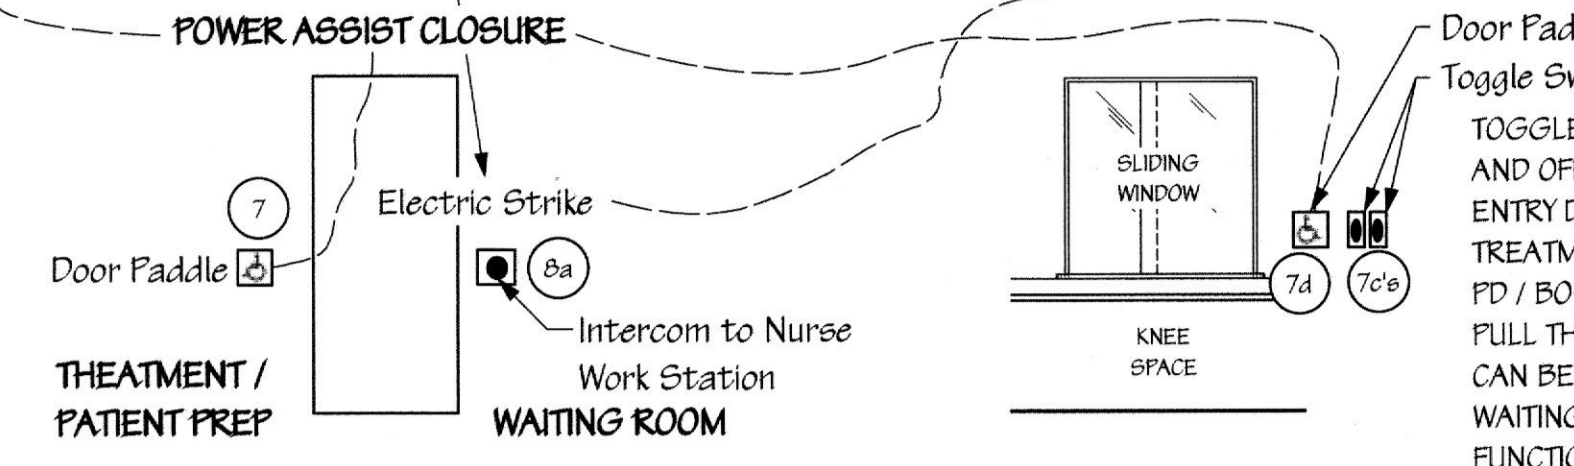 POWER ASSIST CLOSURE
Electric Strike
7
Door Paddle
8a
Intercom to Nurse
Work Station
THEATMENT /
PATIENT PREP
WAITING ROOM
SLIDING
WINDOW
7d
7c's
KNEE
SPACE
Door Pad
Toggle Sw
TOGGLE
AND OF
ENTRY D
TREATM
PD / BO
PULL TH
CAN BE
WAITING
FUNCTIO